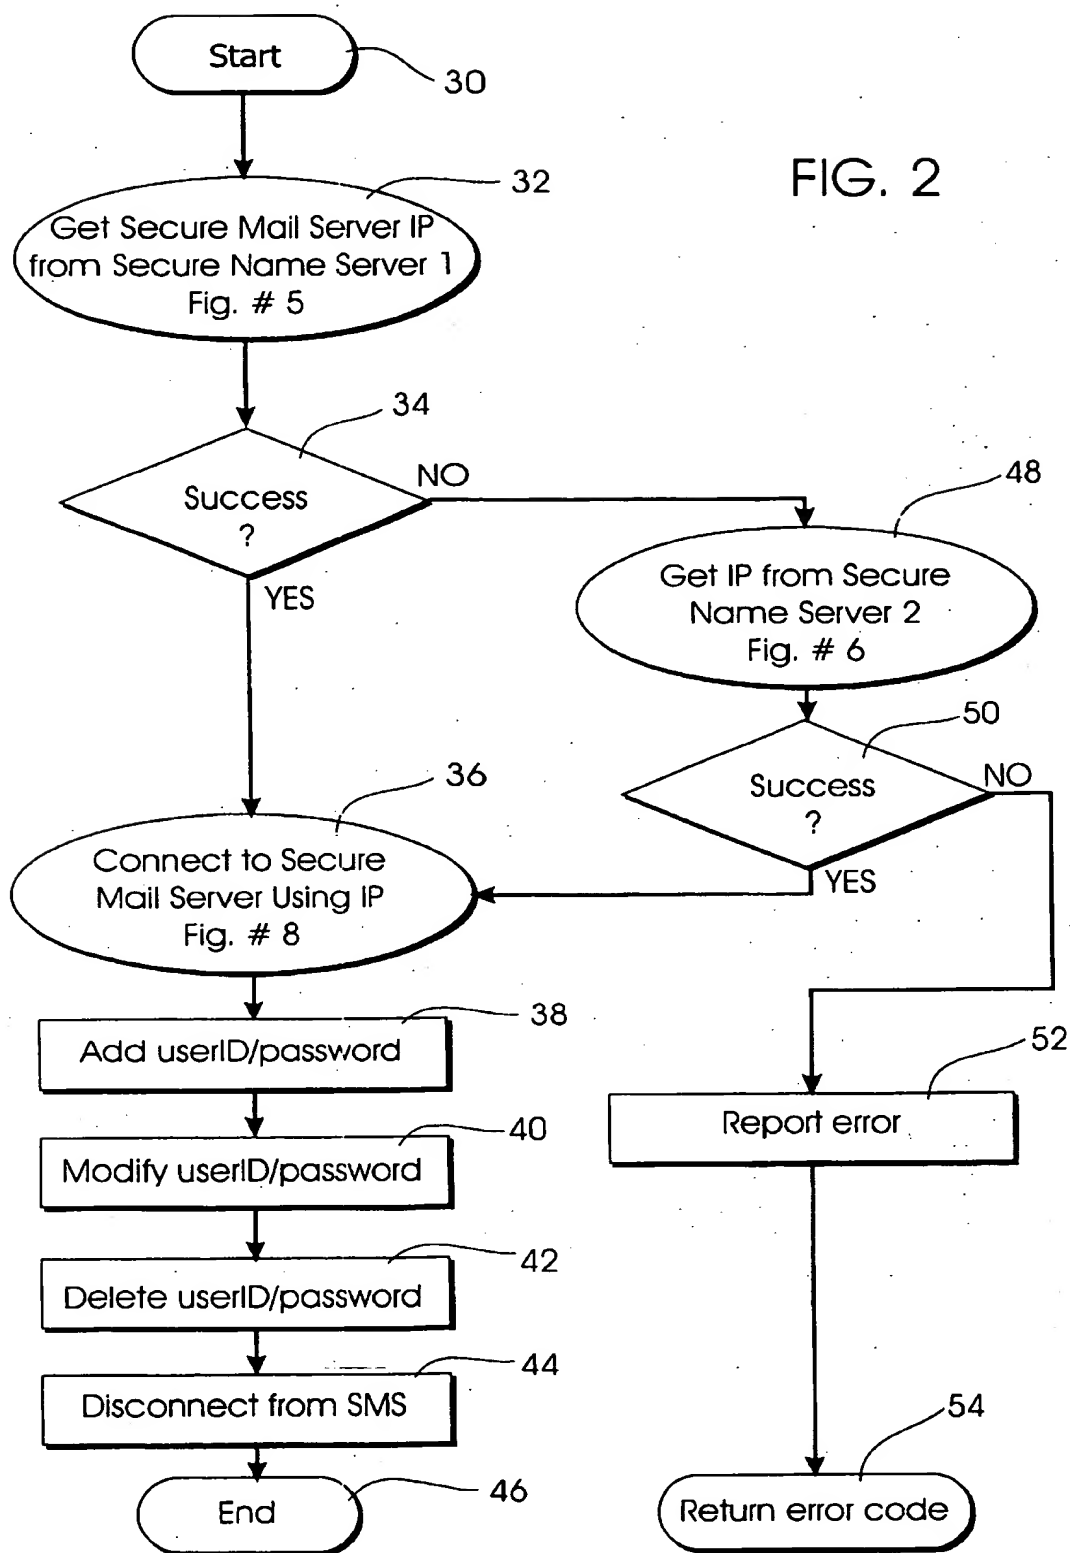 Start
30
FIG. 2
32
Get Secure Mail Server IP
from Secure Name Server 1
Fig. # 5
34
Success
?
NO
YES
48
Get IP from Secure
Name Server 2
Fig. # 6
50
Success
?
NO
YES
36
Connect to Secure
Mail Server Using IP
Fig. # 8
38
Add userID/password
40
Modify userID/password
42
Delete userID/password
44
Disconnect from SMS
46
End
52
Report error
54
Return error code